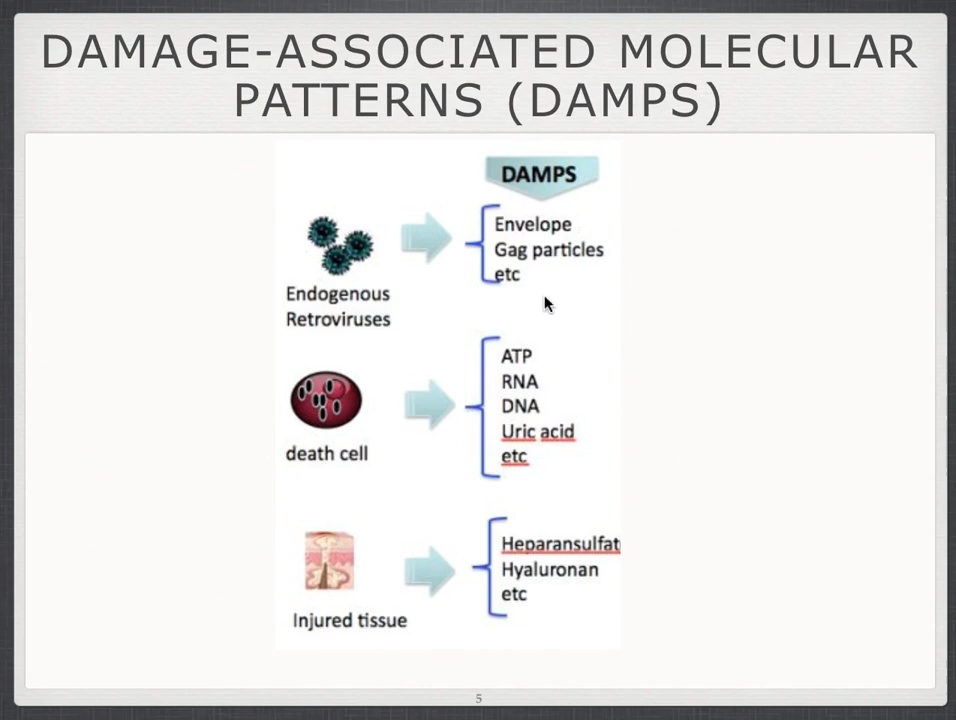 DAMAGE-ASSOCIATED MOLECULAR
PATTERNS (DAMPS)
DAMPS
Envelope
Gag particles
etc
Endogenous
Retroviruses
ATP
RNA
DNA
Uric acid
etc
death cell
Heparansulfat
Hyaluronan
etc
Injured tissue
5